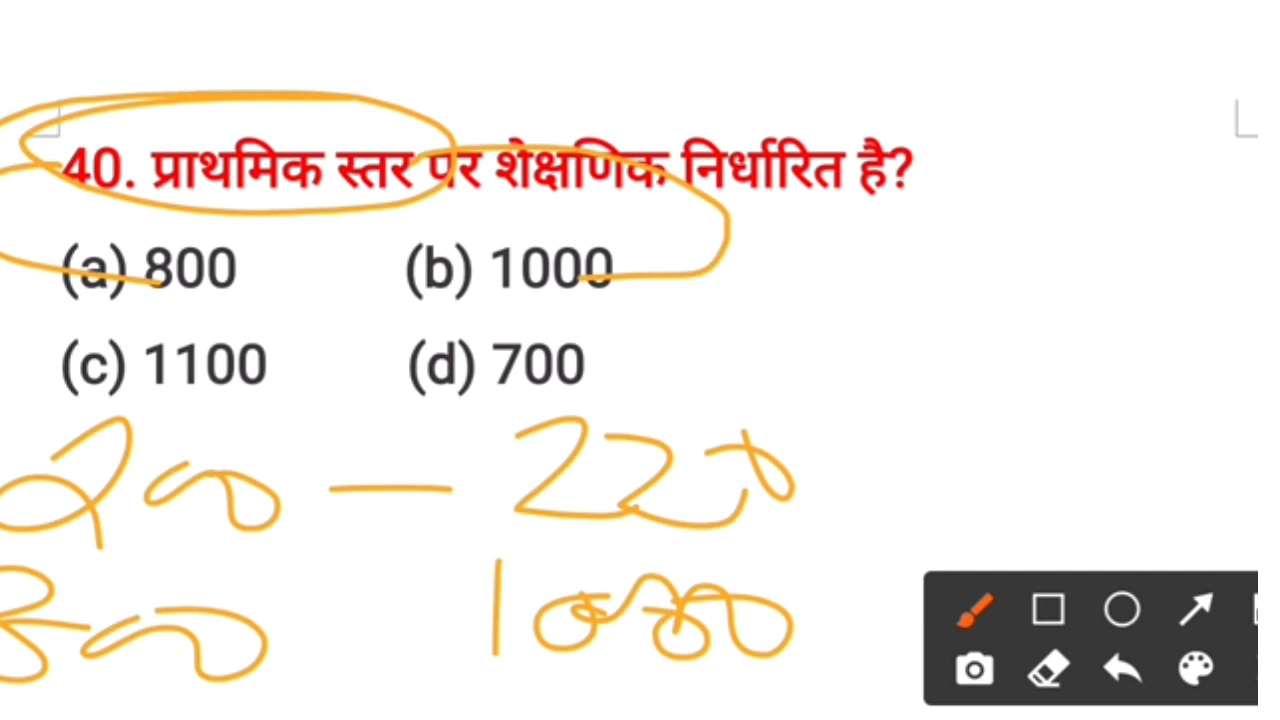 40. प्राथमिक स्तर पर शेक्षणिक निर्धारित है?
(a) 800 (b) 1000
(c) 1100 (d) 700
200 — 220
800 1000